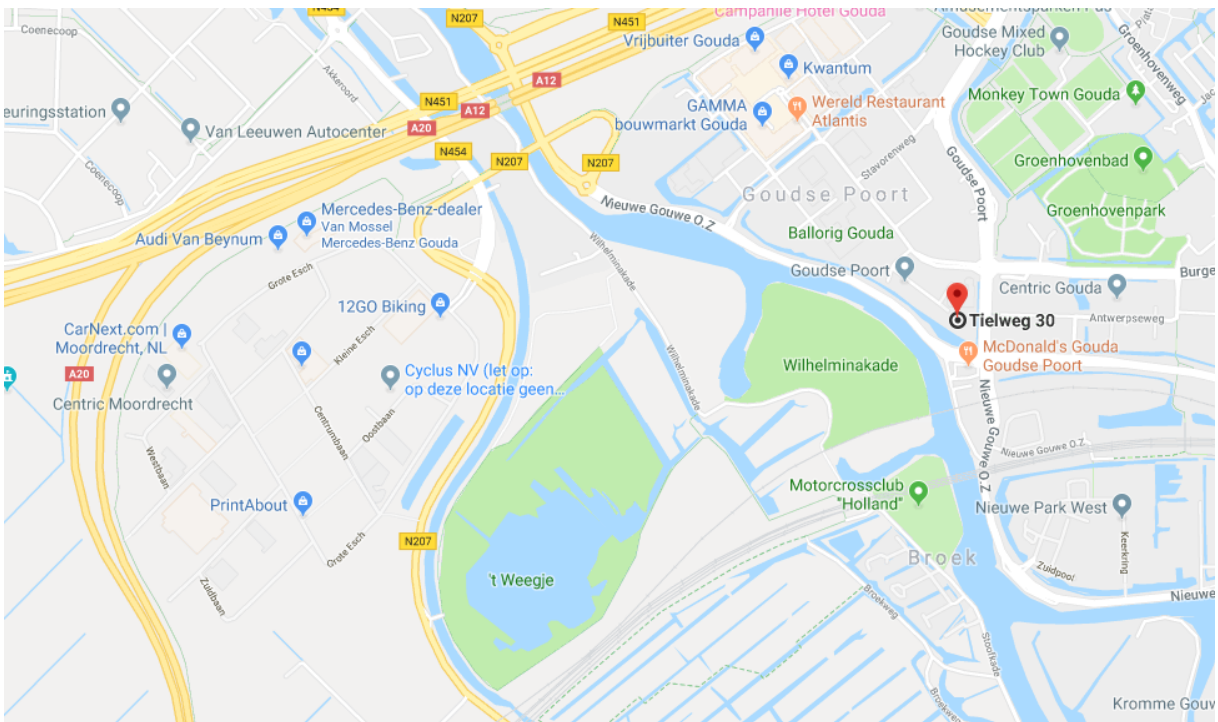 N454
N207
N451
Campanile Hotel Gouda
Coenecoop
Vrijbuiter Gouda
Goudse Mixed
Hockey Club
Groenhovenweg
Akkeroord
Kwantum
A12
Monkey Town Gouda
N451
A12
GAMMA
bouwmarkt Gouda
Wereld Restaurant
Atlantis
euringsstation
Van Leeuwen Autocenter
A20
N454
N207
N207
Stavorenweg
Goudse Poort
Groenhovenbad
Coenecoop
Goudse Poort
Nieuwe Gouwe O.Z.
Groenhovenpark
Mercedes-Benz-dealer
Van Mossel
Mercedes-Benz Gouda
Audi Van Beynum
Wilhelminakade
Ballorig Gouda
Grote Esch
Goudse Poort
Burge
Centric Gouda
12GO Biking
Tielweg 30
Antwerpseweg
CarNext.com |
Moordrecht, NL
Kleine Esch
McDonald's Gouda
Goudse Poort
Wilhelminakade
Wilhelminakade
A20
Cyclus NV (let op:
op deze locatie geen...
Centric Moordrecht
Centrumbaan
Oostbaan
Nieuwe Gouwe O.Z
Nieuwe Gouwe O.Z.
Westbaan
Motorcrossclub
"Holland"
PrintAbout
Nieuwe Park West
N207
Grote Esch
Keerkring
Broek
Zuidpool
't Weegje
Zuidbaan
Broekweg
Nieuwe
Stoofkade
Broekweg
Kromme Gouw